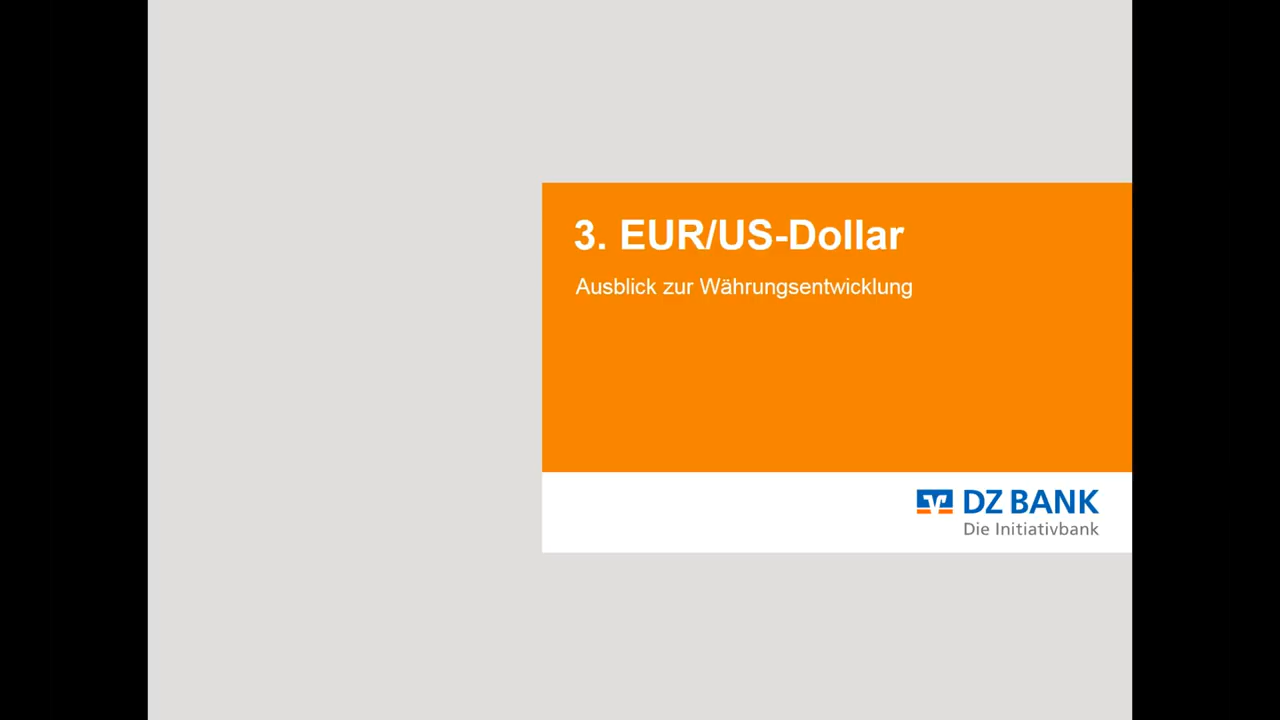 3. EUR/US-Dollar
Ausblick zur Währungsentwicklung
DZ BANK
Die Initiativbank